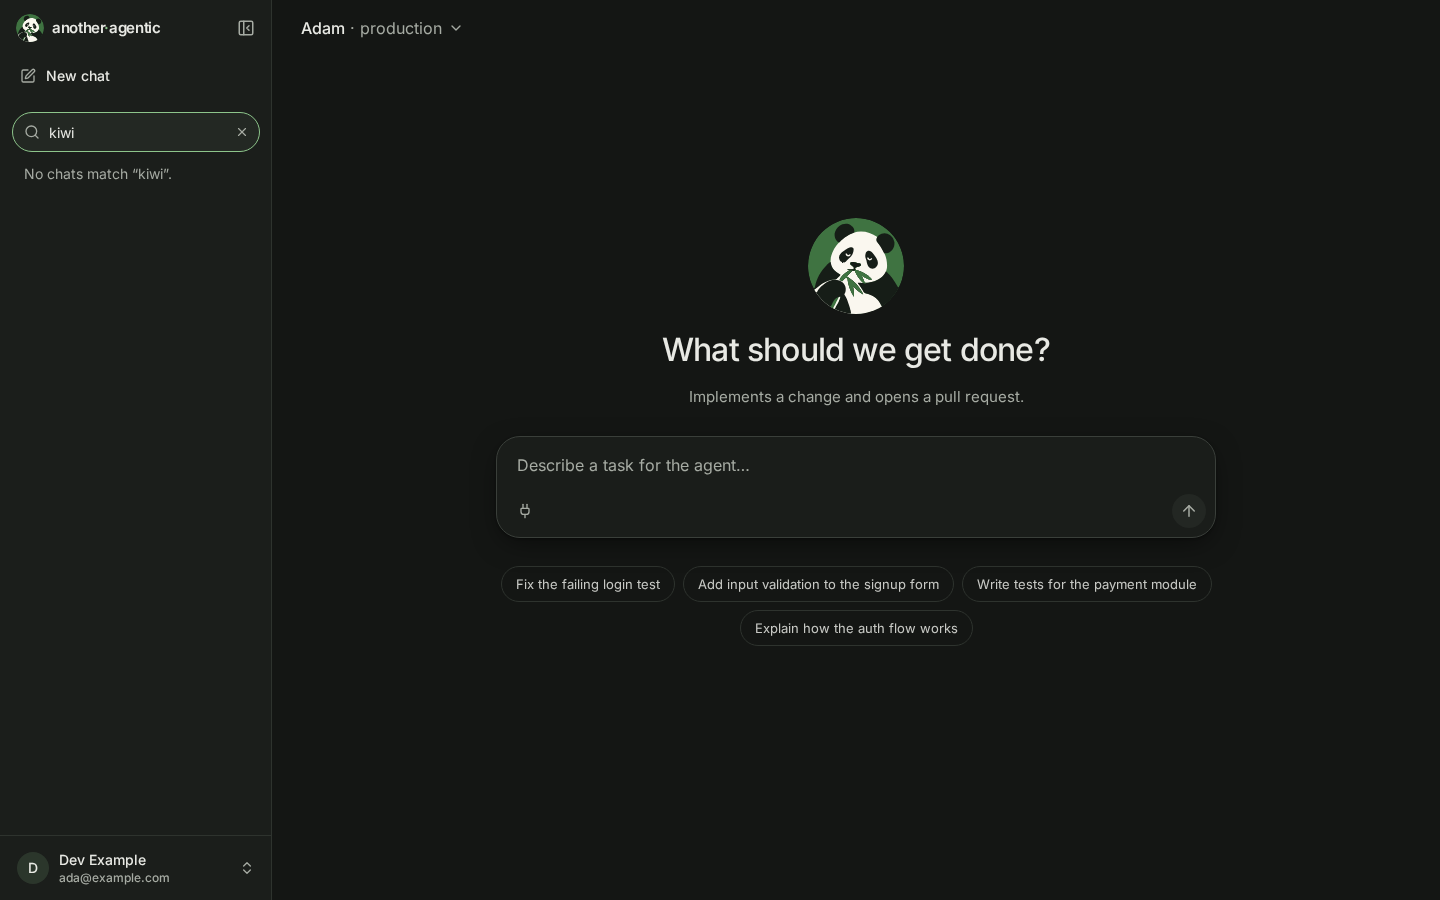 another·agentic
New chat
kiwi
No chats match “kiwi”.
Dev Example
ada@example.com
D
Adam · production
What should we get done?
Implements a change and opens a pull request.
Describe a task for the agent…
Fix the failing login test
Add input validation to the signup form
Write tests for the payment module
Explain how the auth flow works